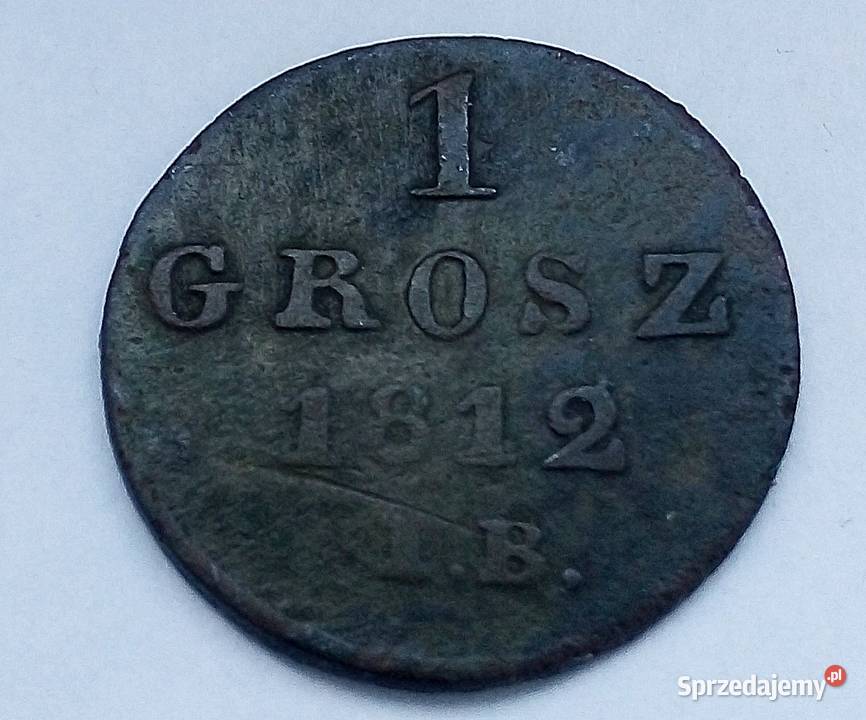 1
GROSZ
1812
I.B.
Sprzedajemy.pl